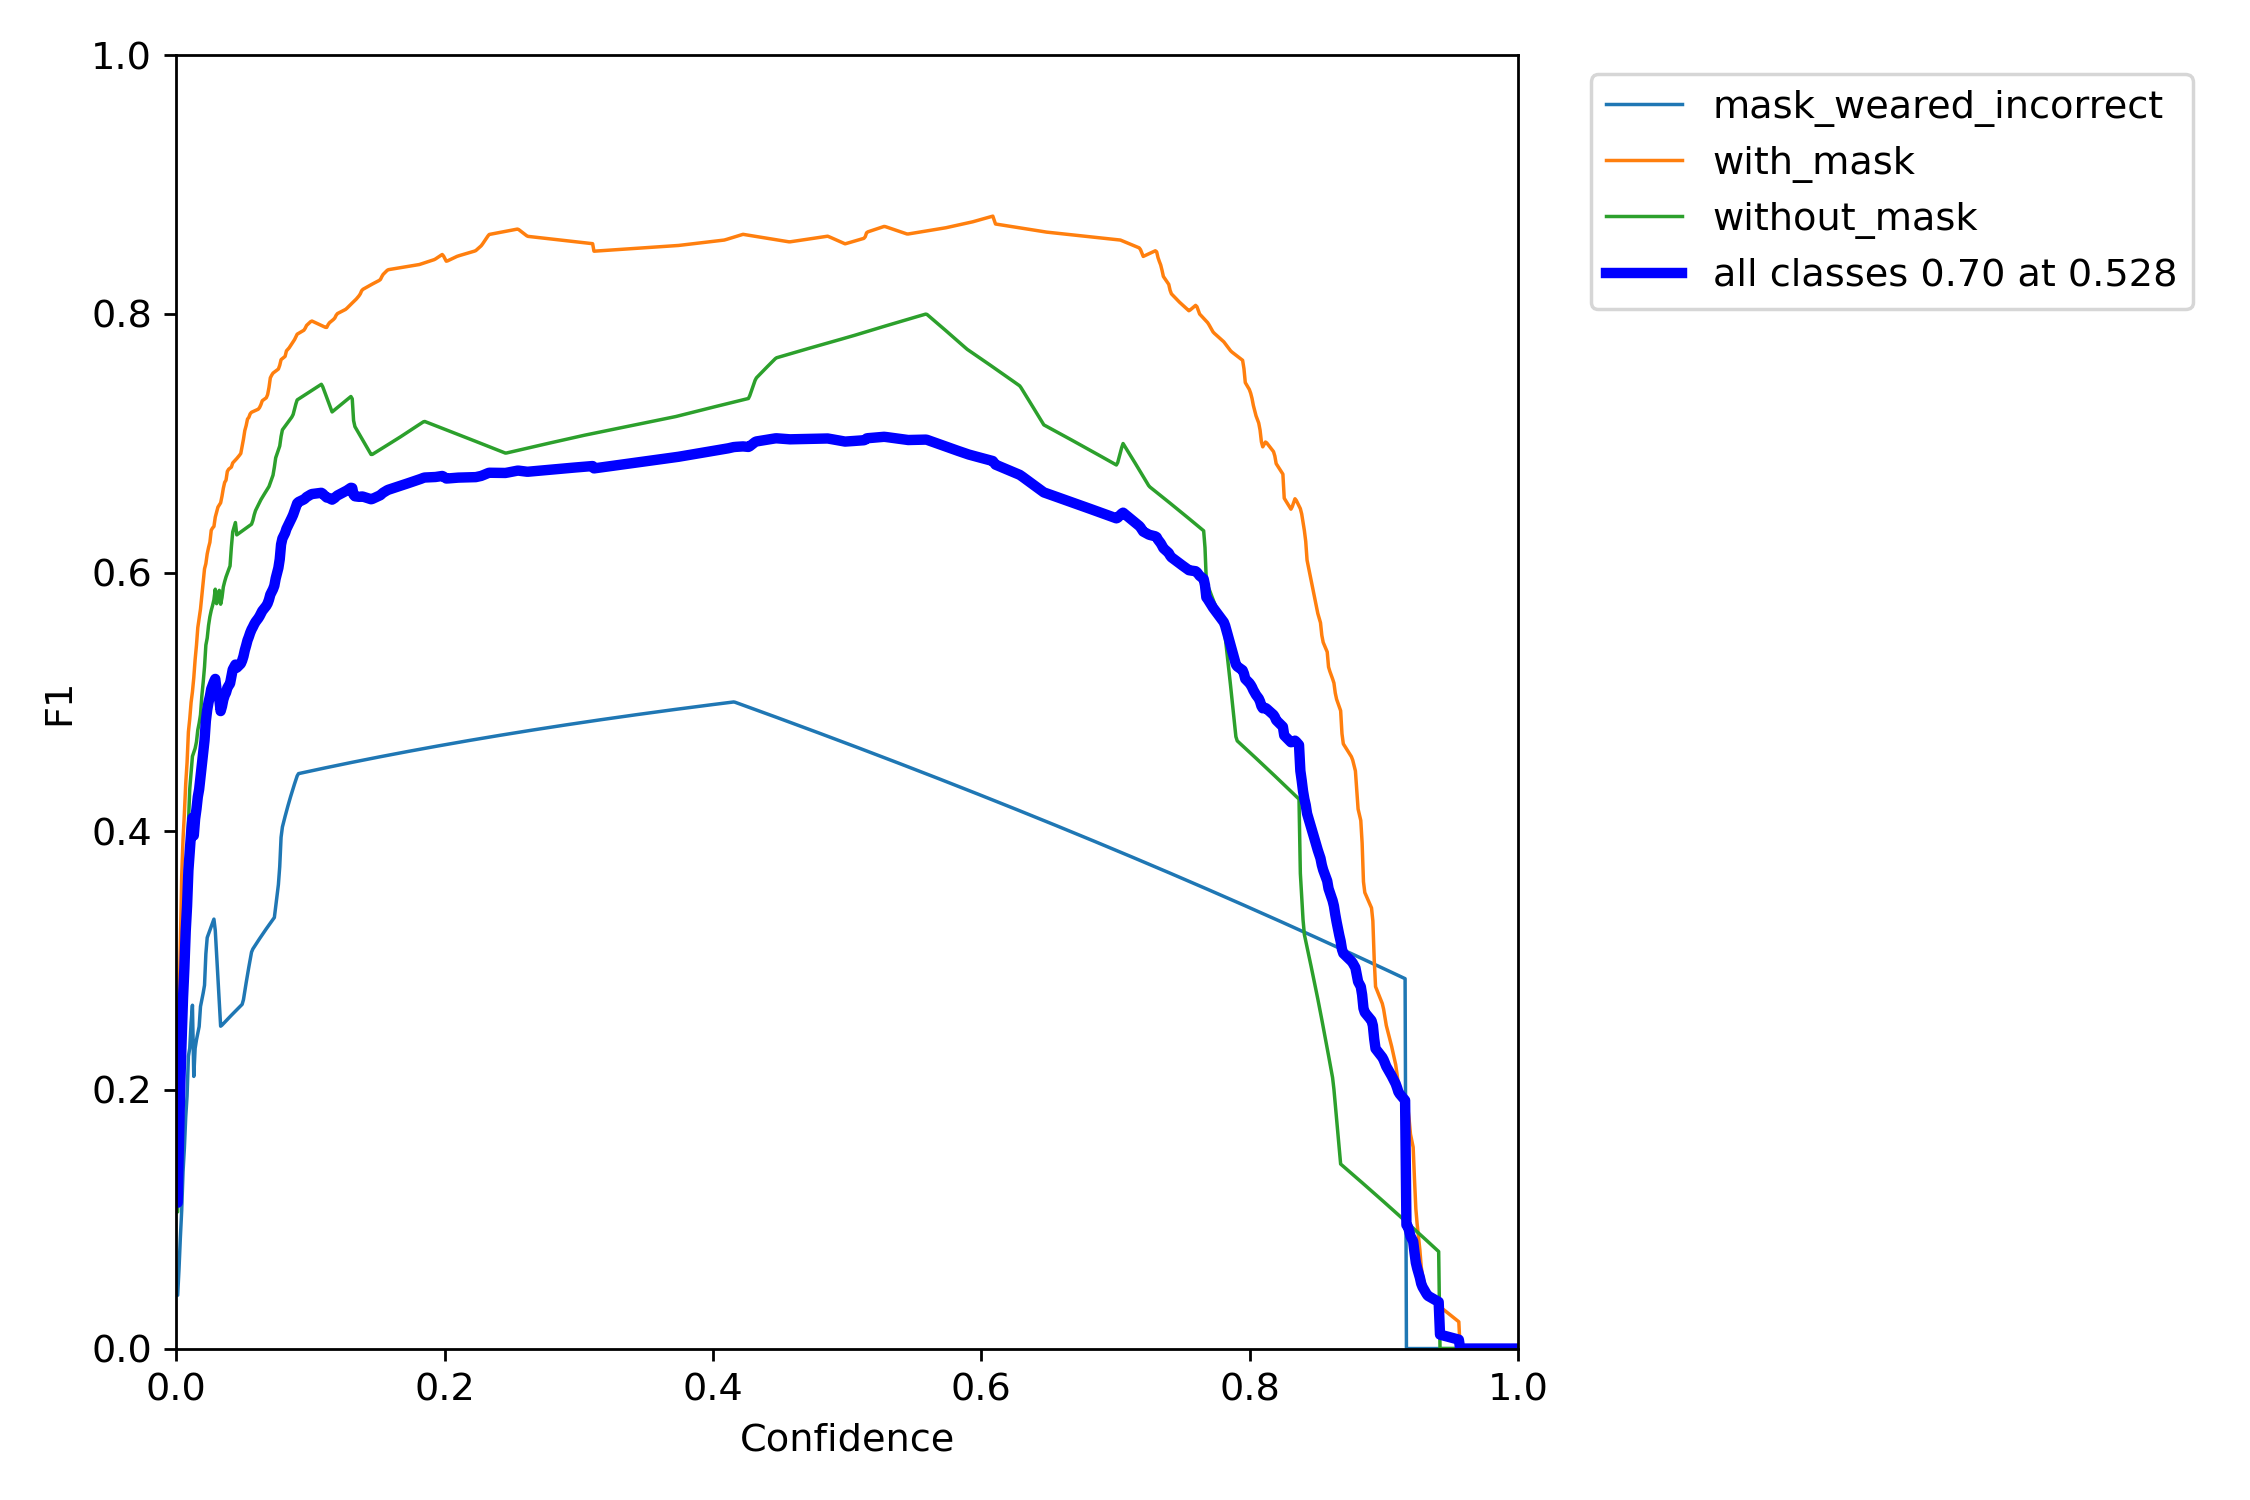 1.0
0.8
0.6
0.4
0.2
0.0
F1
0.0 0.2 0.4 0.6 0.8 1.0
Confidence
mask_weared_incorrect
with_mask
without_mask
all classes 0.70 at 0.528